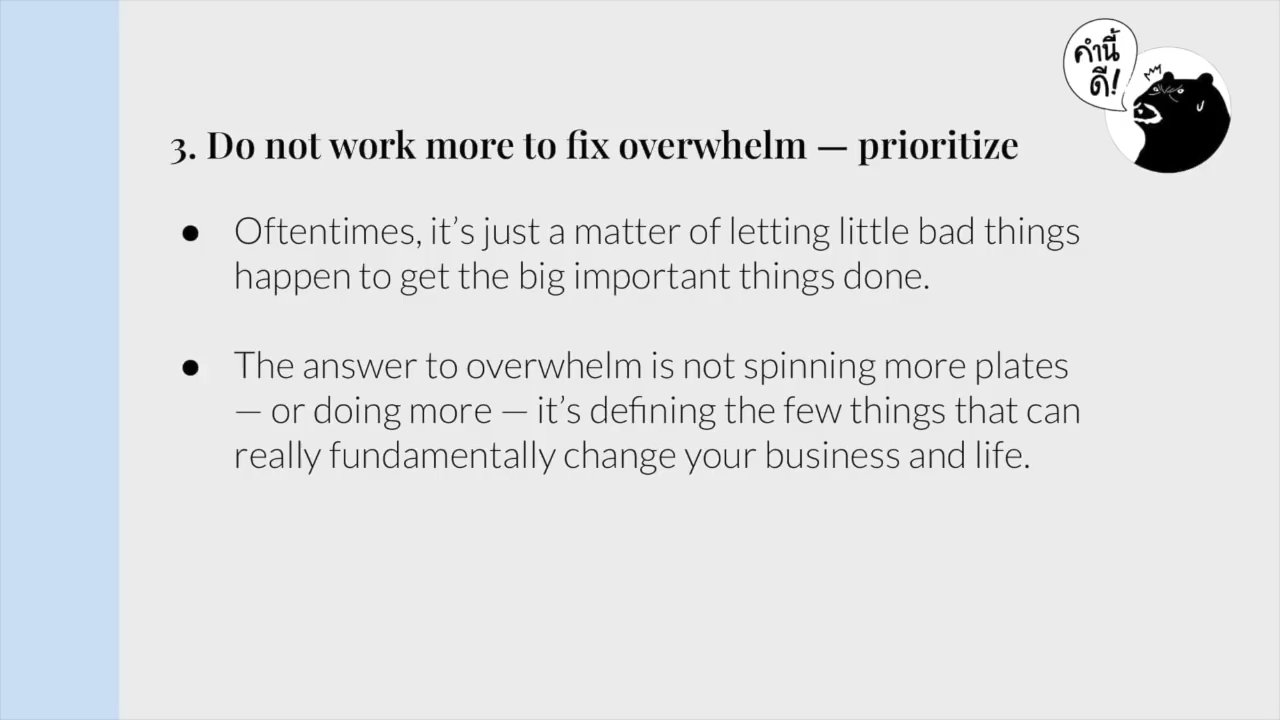 คำนี้
ดี!
3. Do not work more to fix overwhelm — prioritize
● Oftentimes, it’s just a matter of letting little bad things
happen to get the big important things done.
● The answer to overwhelm is not spinning more plates
— or doing more — it’s defining the few things that can
really fundamentally change your business and life.